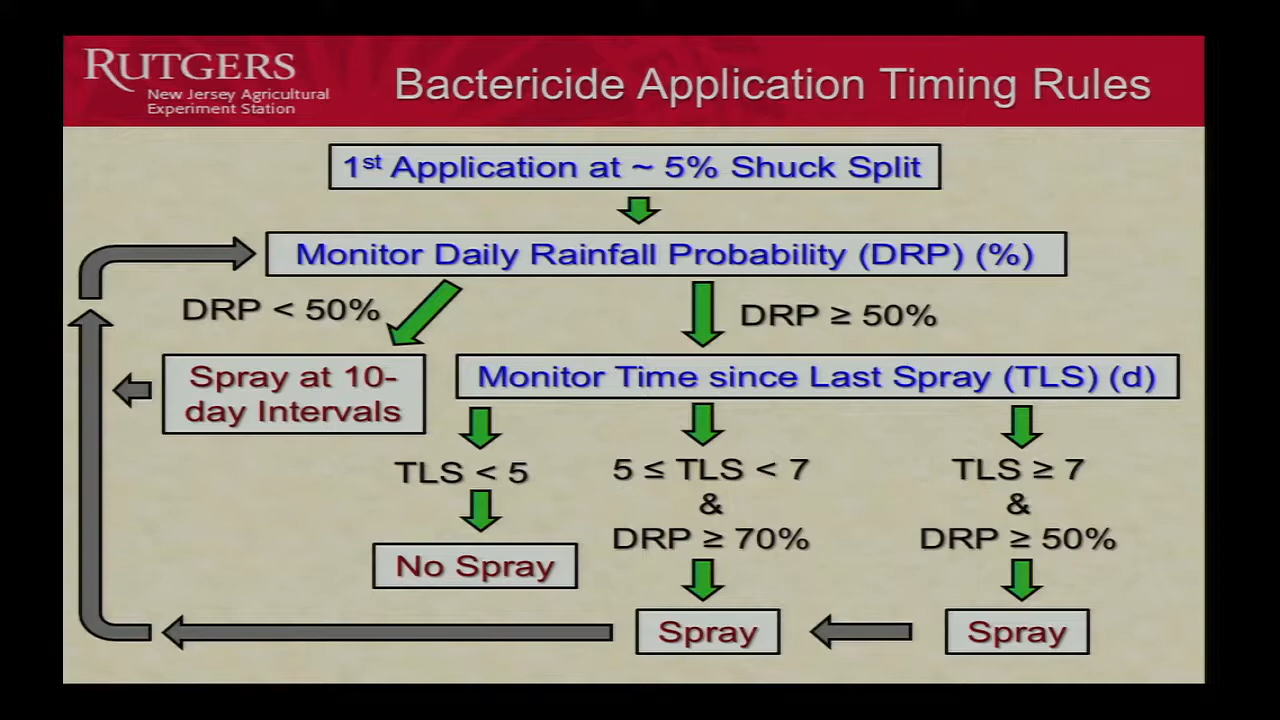 RUTGERS
New Jersey Agricultural
Experiment Station
Bactericide Application Timing Rules
1st Application at ~ 5% Shuck Split
Monitor Daily Rainfall Probability (DRP) (%)
DRP < 50%
DRP ≥ 50%
Spray at 10-
day Intervals
Monitor Time since Last Spray (TLS) (d)
TLS < 5
No Spray
5 ≤ TLS < 7
&
DRP ≥ 70%
Spray
TLS ≥ 7
&
DRP ≥ 50%
Spray